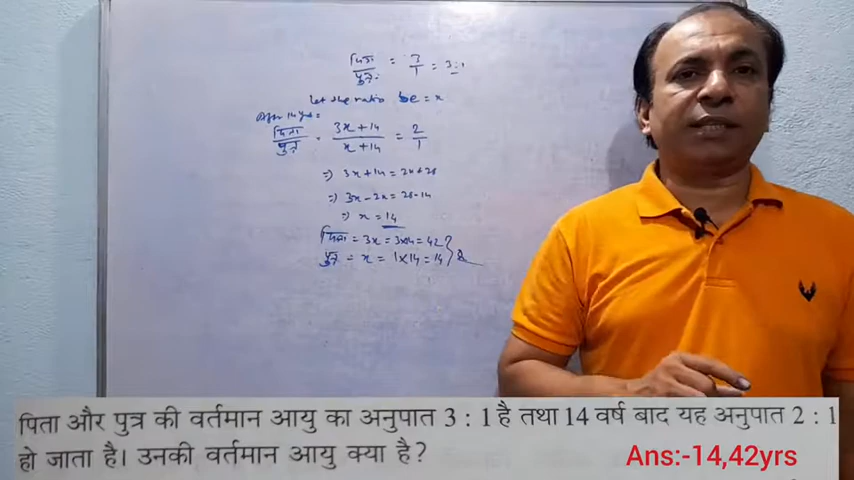 पिता / पुत्र = 3/1 = 3:1
Let the ratio be = x
After 14 yrs:
पिता / पुत्र = 3x+14 / x+14 = 2/1
=) 3x+14 = 2x+28
=) 3x-2x = 28-14
=) x = 14
पिता = 3x = 3x14 = 42
पुत्र = x = 1x14 = 14
पिता और पुत्र की वर्तमान आयु का अनुपात 3 : 1 है तथा 14 वर्ष बाद यह अनुपात 2 : 1
हो जाता है। उनकी वर्तमान आयु क्या है?
Ans:-14,42yrs